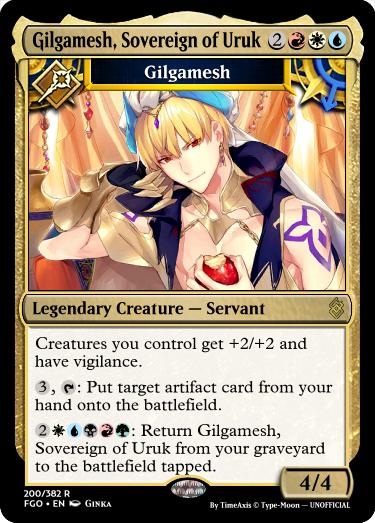 Gilgamesh, Sovereign of Uruk 2
Gilgamesh
Legendary Creature — Servant
Creatures you control get +2/+2 and
have vigilance.
3, : Put target artifact card from your
hand onto the battlefield.
2 : Return Gilgamesh,
Sovereign of Uruk from your graveyard
to the battlefield tapped.
4/4
200/382 R
FGO • EN GINKA
By TimeAxis © Type-Moon — UNOFFICIAL